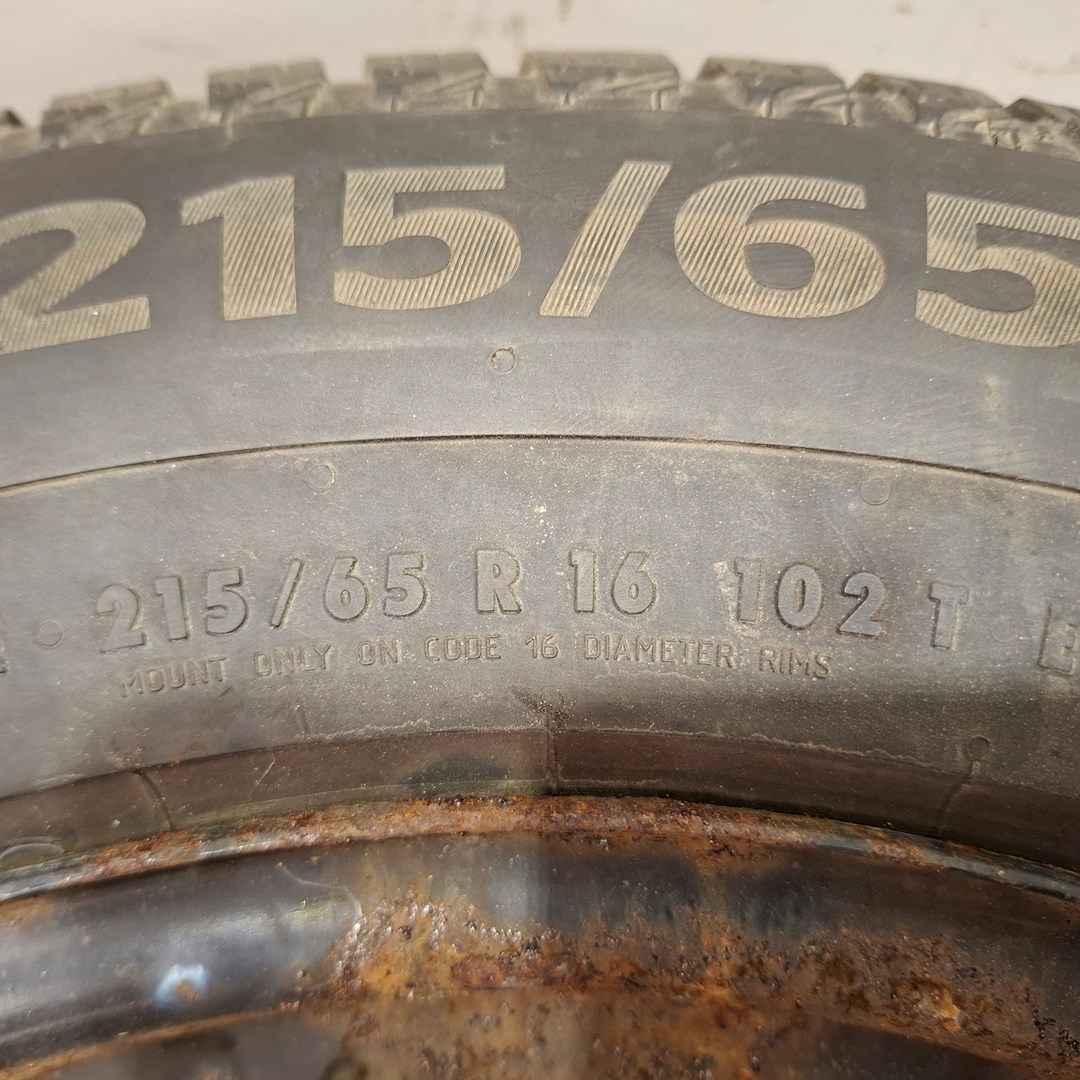 215/65
215/65 R 16 102 T
MOUNT ONLY ON CODE 16 DIAMETER RIMS